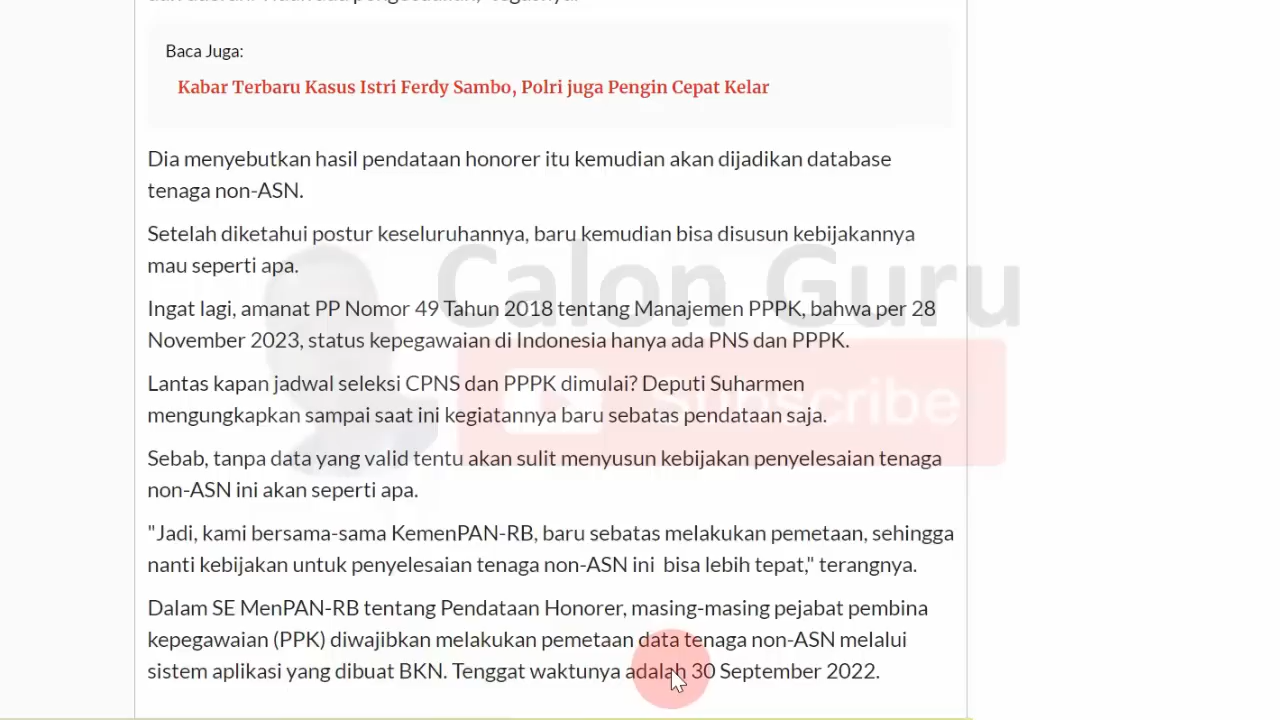 Baca Juga:
Kabar Terbaru Kasus Istri Ferdy Sambo, Polri juga Pengin Cepat Kelar
Dia menyebutkan hasil pendataan honorer itu kemudian akan dijadikan database
tenaga non-ASN.
Setelah diketahui postur keseluruhannya, baru kemudian bisa disusun kebijakannya
mau seperti apa.
Calon Guru
Ingat lagi, amanat PP Nomor 49 Tahun 2018 tentang Manajemen PPPK, bahwa per 28
November 2023, status kepegawaian di Indonesia hanya ada PNS dan PPPK.
Lantas kapan jadwal seleksi CPNS dan PPPK dimulai? Deputi Suharmen
mengungkapkan sampai saat ini kegiatannya baru sebatas pendataan saja.
Subscribe
Sebab, tanpa data yang valid tentu akan sulit menyusun kebijakan penyelesaian tenaga
non-ASN ini akan seperti apa.
"Jadi, kami bersama-sama KemenPAN-RB, baru sebatas melakukan pemetaan, sehingga
nanti kebijakan untuk penyelesaian tenaga non-ASN ini bisa lebih tepat," terangnya.
Dalam SE MenPAN-RB tentang Pendataan Honorer, masing-masing pejabat pembina
kepegawaian (PPK) diwajibkan melakukan pemetaan data tenaga non-ASN melalui
sistem aplikasi yang dibuat BKN. Tenggat waktunya adalah 30 September 2022.